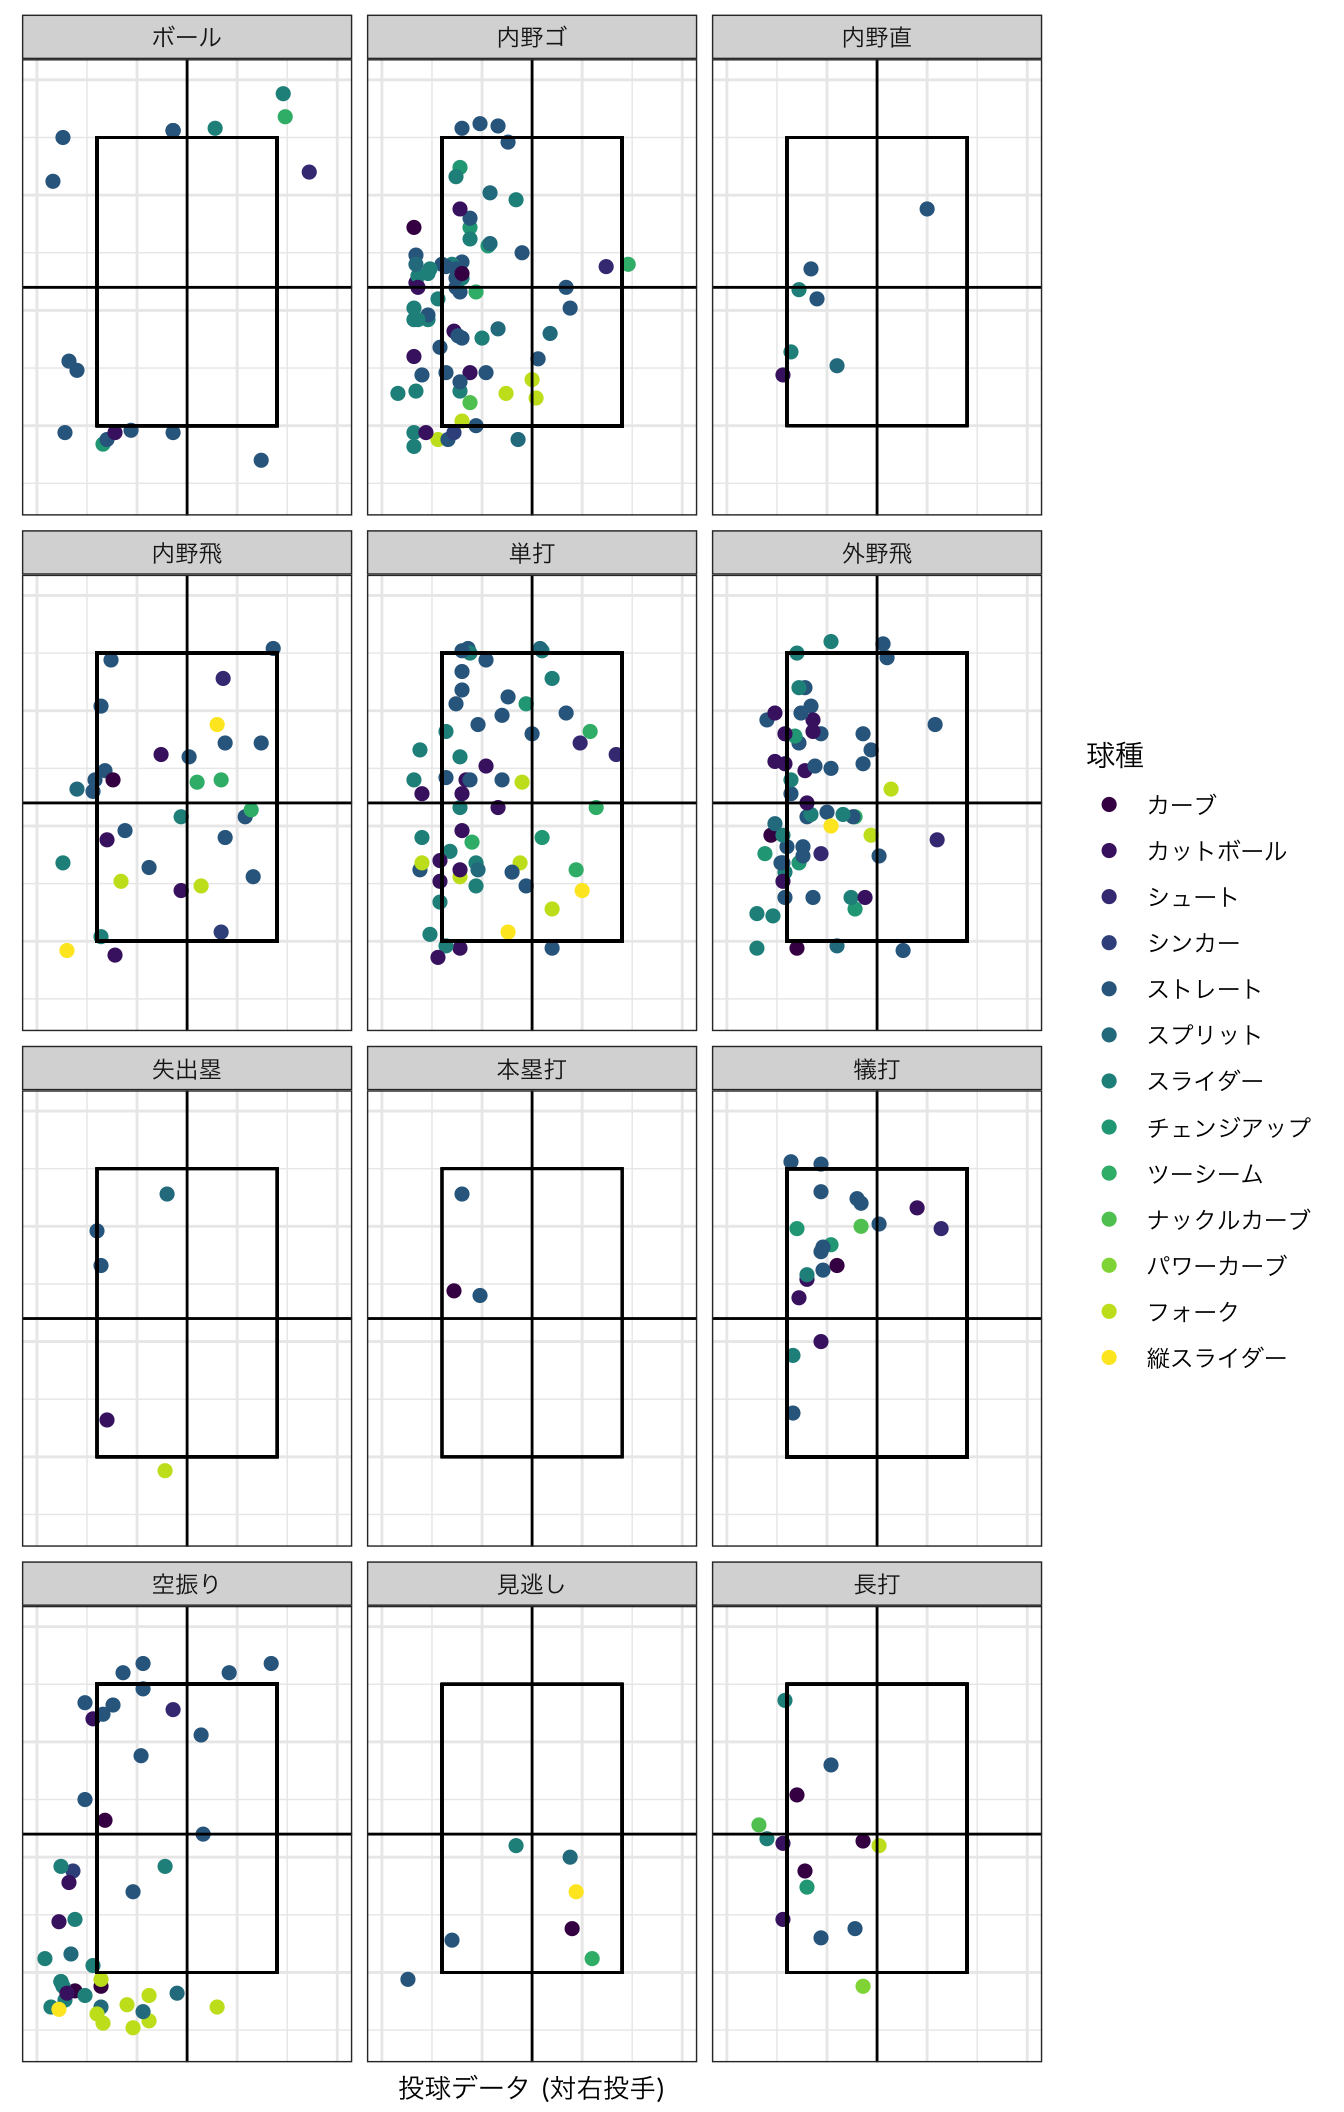 ボール
内野ゴ
内野直
内野飛
単打
外野飛
失出塁
本塁打
犠打
空振り
見逃し
長打
球種
カーブ
カットボール
シュート
シンカー
ストレート
スプリット
スライダー
チェンジアップ
ツーシーム
ナックルカーブ
パワーカーブ
フォーク
縦スライダー
投球データ (対右投手)